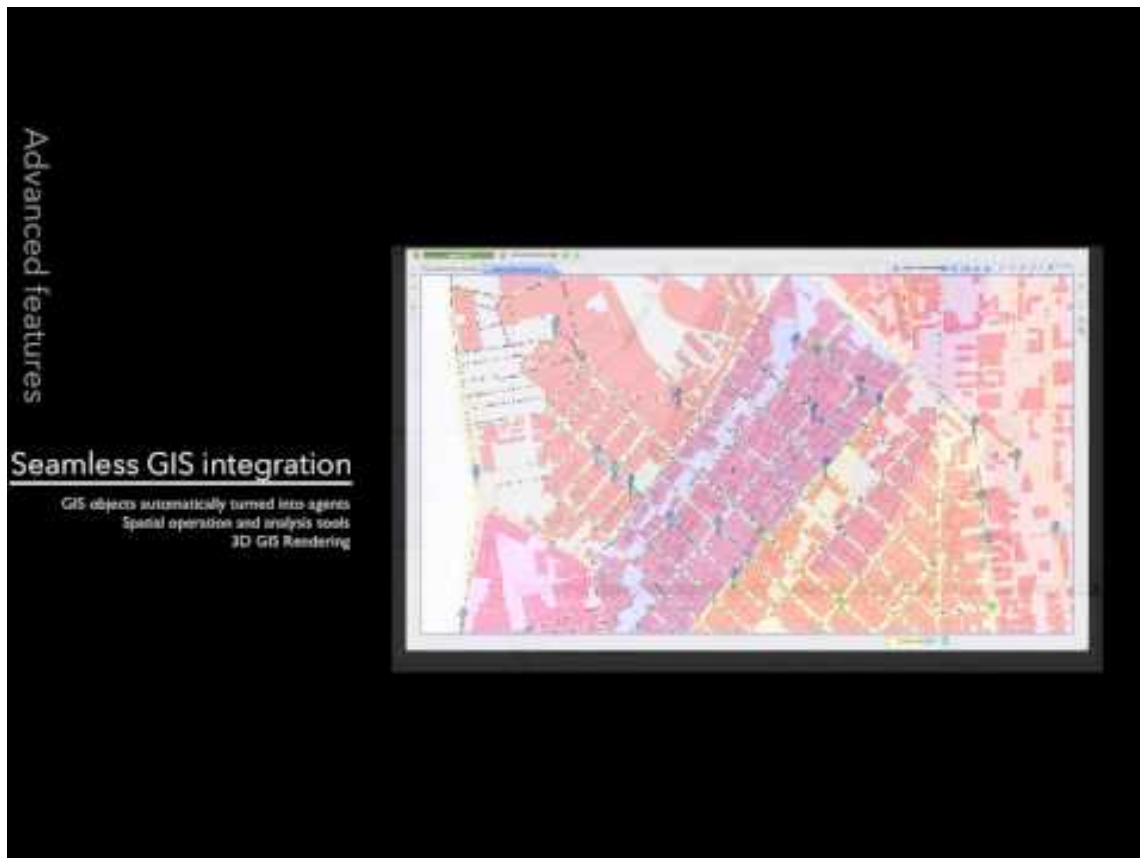 Advanced features
Seamless GIS integration
GIS objects automatically turned into agents
Spatial operation and analysis tools
3D GIS Rendering